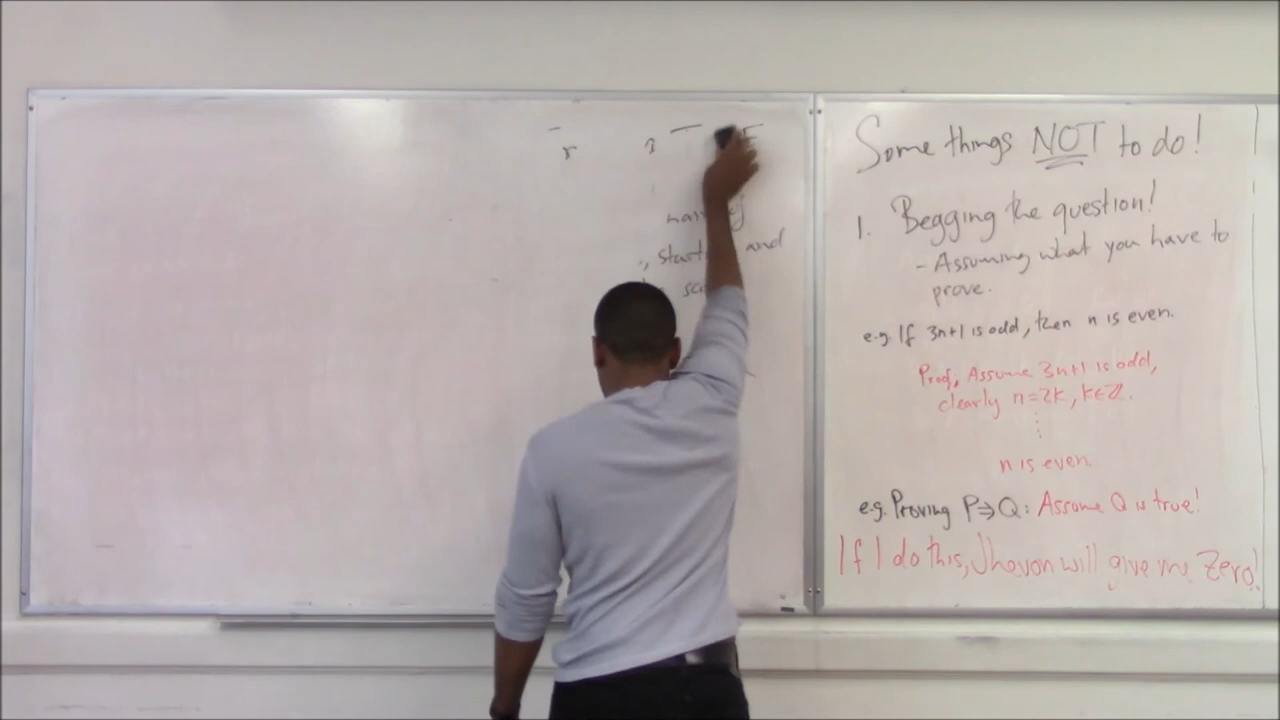 and
Some things NOT to do!
1. Begging the question!
- Assuming what you have to
prove.
e.g. If 3n+1 is odd, then n is even.
Proof, Assume 3n+1 is odd,
clearly n=2k, k∈ℤ.
⋮
n is even.
e.g. Proving P⇒Q: Assume Q is true!
If I do this, Jhevon will give me Zero!